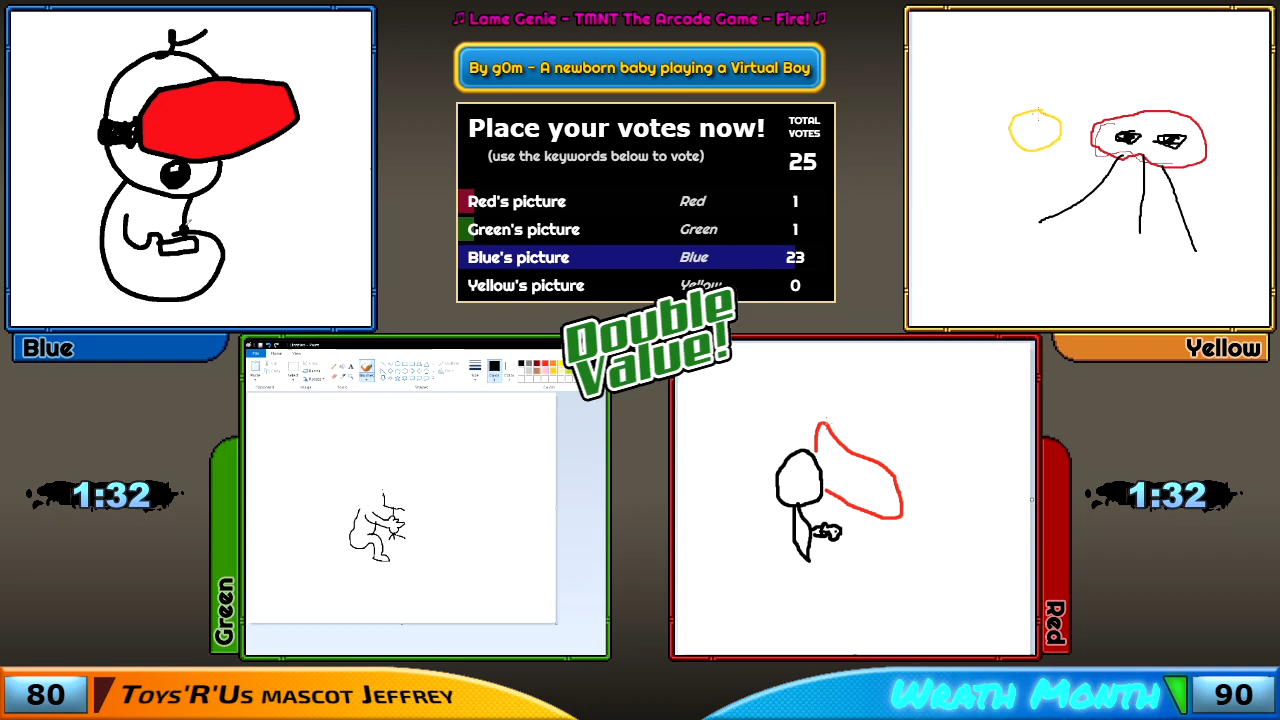 ♫ Lame Genie - TMNT The Arcade Game - Fire! ♫
By g0m - A newborn baby playing a Virtual Boy
Place your votes now!
TOTAL VOTES
(use the keywords below to vote)
25
Red's picture Red 1
Green's picture Green 1
Blue's picture Blue 23
Yellow's picture Yellow 0
Double Value!
Blue
Yellow
Green
Red
1:32
1:32
80
Toys'R'Us mascot Jeffrey
Wrath Month
90